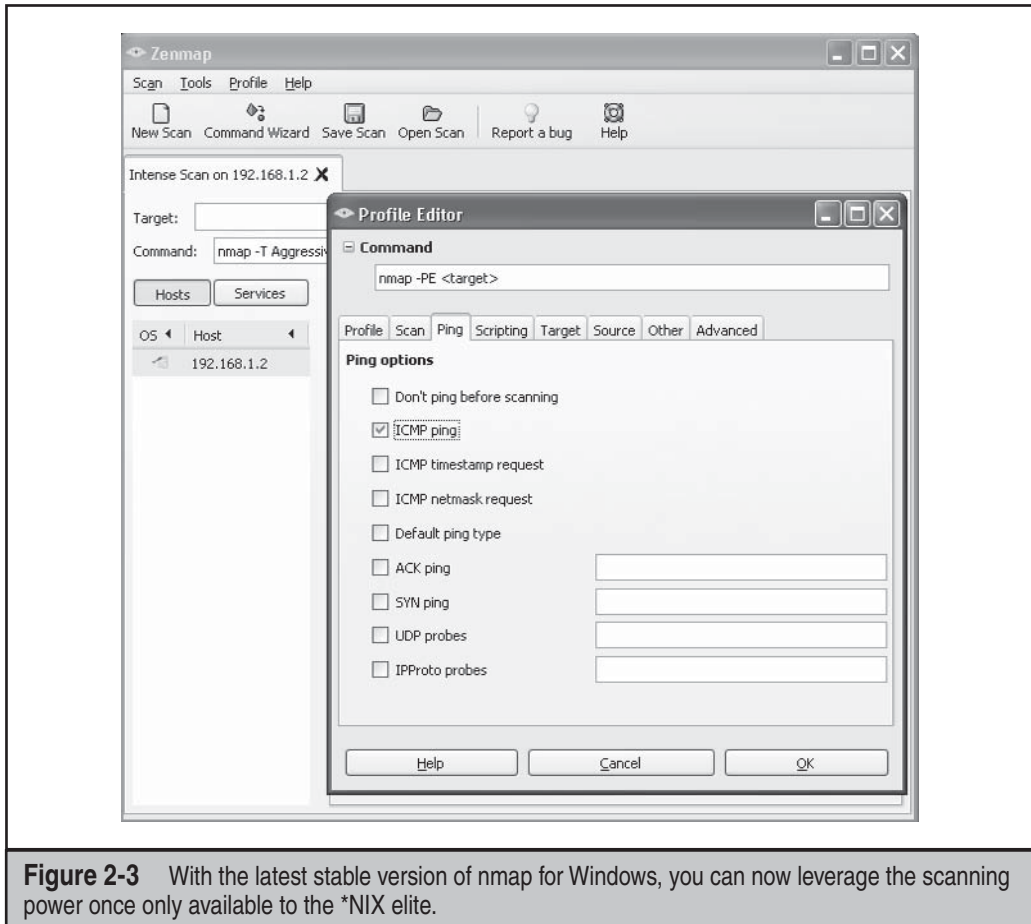 Zenmap
Scan Tools Profile Help
New Scan Command Wizard Save Scan Open Scan Report a bug Help
Intense Scan on 192.168.1.2
Target:
Command: nmap -T Aggressiv
Hosts Services
OS Host
192.168.1.2
Profile Editor
Command
nmap -PE <target>
Profile Scan Ping Scripting Target Source Other Advanced
Ping options
Don't ping before scanning
ICMP ping
ICMP timestamp request
ICMP netmask request
Default ping type
ACK ping
SYN ping
UDP probes
IPProto probes
Help Cancel OK
Figure 2-3 With the latest stable version of nmap for Windows, you can now leverage the scanning
power once only available to the *NIX elite.